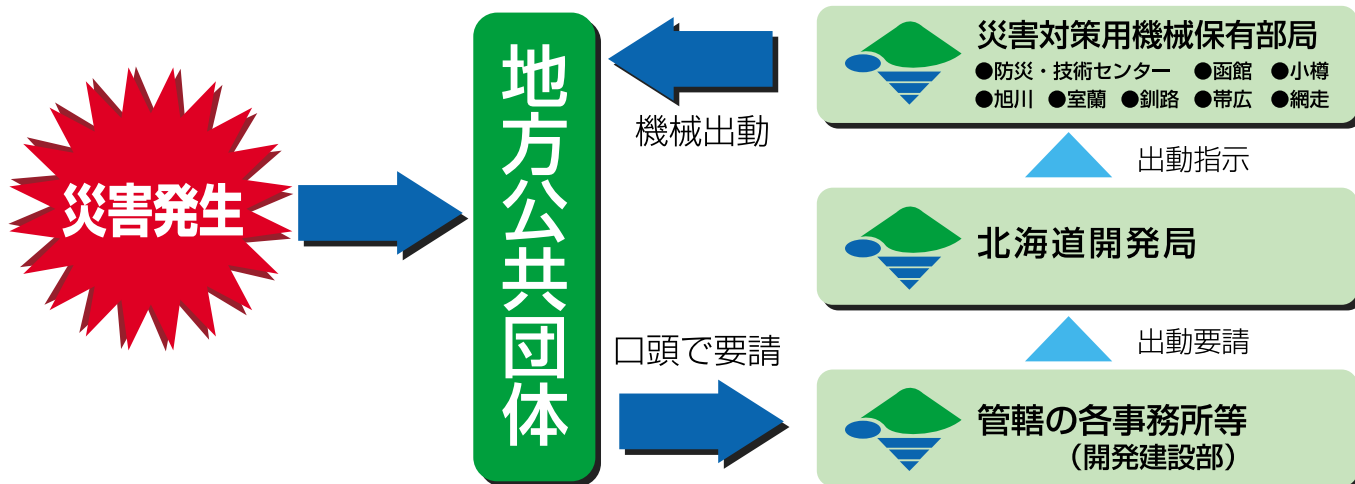 災害発生
地方公共団体
機械出動
口頭で要請
災害対策用機械保有部局
●防災・技術センター ●函館 ●小樽
●旭川 ●室蘭 ●釧路 ●帯広 ●網走
出動指示
北海道開発局
出動要請
管轄の各事務所等
（開発建設部）